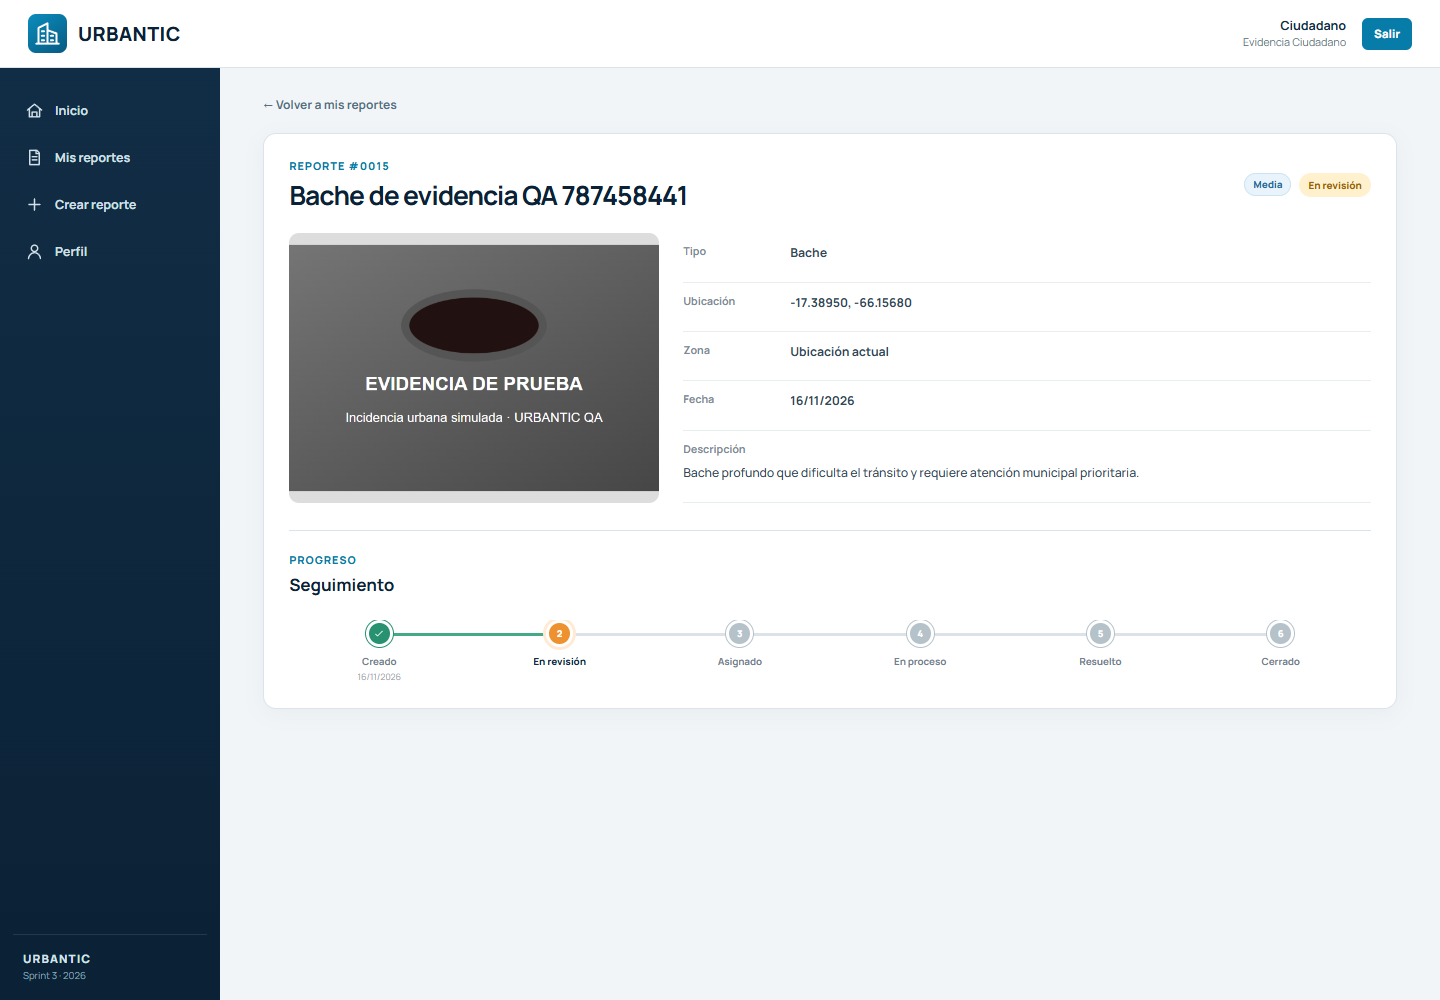 URBANTIC
Ciudadano
Evidencia Ciudadano
Salir
Inicio
Mis reportes
Crear reporte
Perfil
← Volver a mis reportes
REPORTE #0015
Bache de evidencia QA 787458441
Media
En revisión
EVIDENCIA DE PRUEBA
Incidencia urbana simulada · URBANTIC QA
Tipo
Bache
Ubicación
-17.38950, -66.15680
Zona
Ubicación actual
Fecha
16/11/2026
Descripción
Bache profundo que dificulta el tránsito y requiere atención municipal prioritaria.
PROGRESO
Seguimiento
2
3
4
5
6
Creado
En revisión
Asignado
En proceso
Resuelto
Cerrado
16/11/2026
URBANTIC
Sprint 3 · 2026